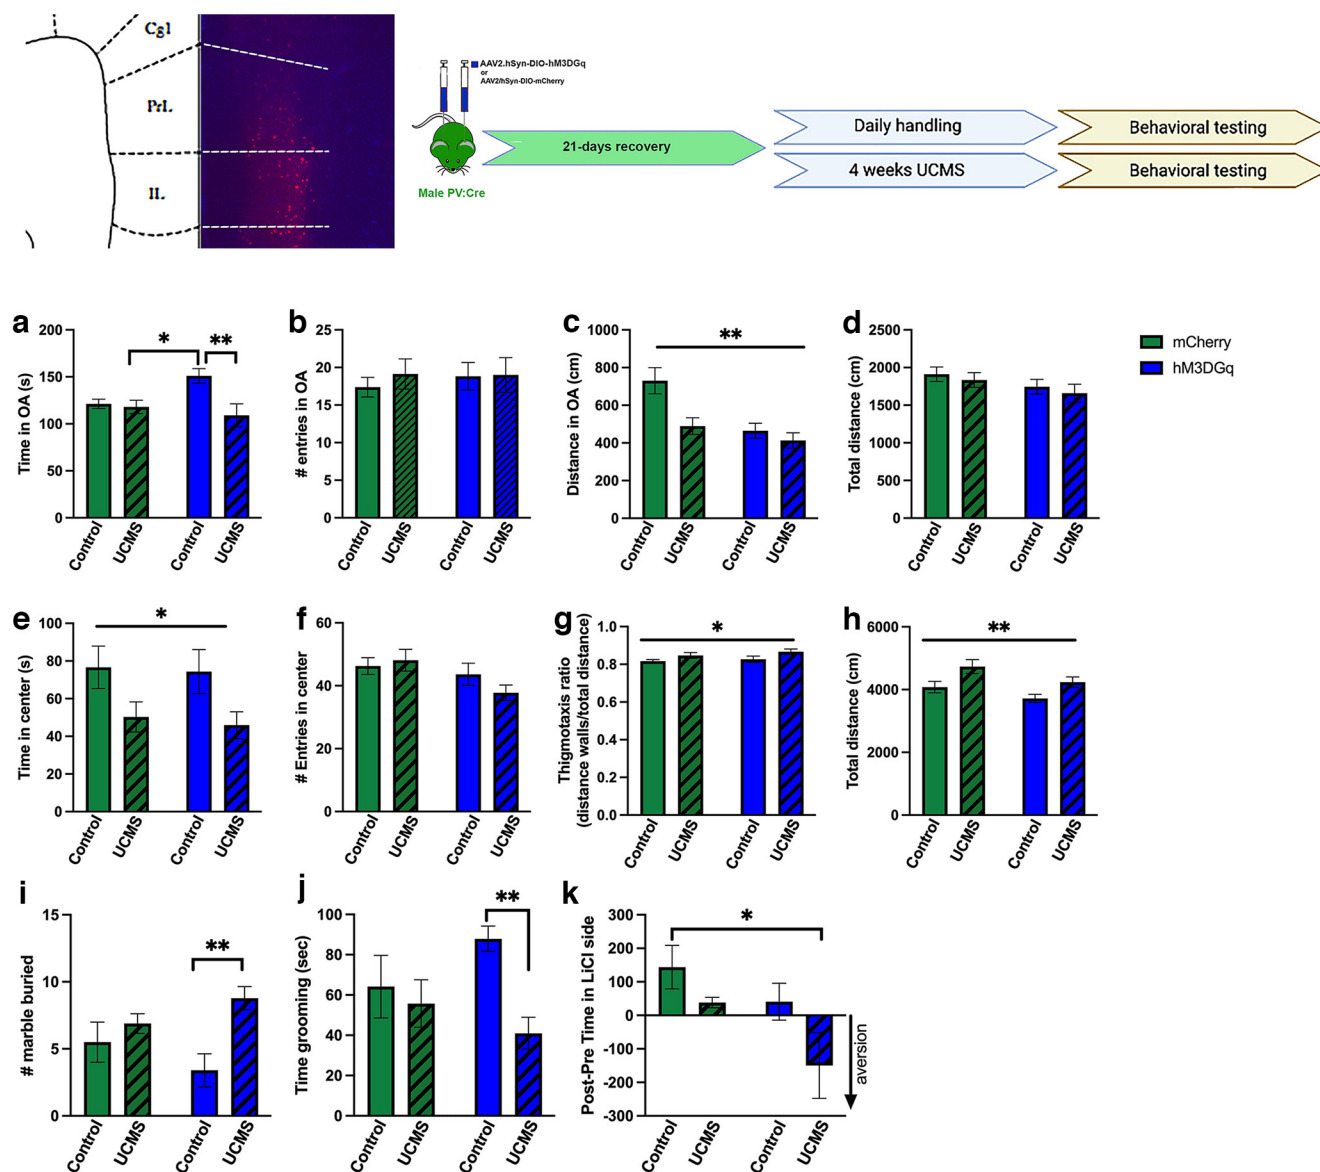 Cg1
PrL
IL
AAV2.hSyn-DIO-hM3DGq
or
AAV2/hSyn-DIO-mCherry
Male PV:Cre
21-days recovery
Daily handling
Behavioral testing
4 weeks UCMS
Behavioral testing
a
Time in OA (s)
200
150
100
50
0
*
**
Control
UCMS
Control
UCMS
b
# entries in OA
25
20
15
10
5
0
Control
UCMS
Control
UCMS
c
Distance in OA (cm)
1000
800
600
400
200
0
**
Control
UCMS
Control
UCMS
d
Total distance (cm)
2500
2000
1500
1000
500
0
Control
UCMS
Control
UCMS
mCherry
hM3DGq
e
Time in center (s)
100
80
60
40
20
0
*
Control
UCMS
Control
UCMS
f
# Entries in center
60
40
20
0
Control
UCMS
Control
UCMS
g
Thigmotaxis ratio
(distance walls/total distance)
1.0
0.8
0.6
0.4
0.2
0.0
*
Control
UCMS
Control
UCMS
h
Total distance (cm)
6000
4000
2000
0
**
Control
UCMS
Control
UCMS
i
# marble buried
15
10
5
0
**
Control
UCMS
Control
UCMS
j
Time grooming (sec)
100
80
60
40
20
0
**
Control
UCMS
Control
UCMS
k
Post-Pre Time in LiCl side
300
200
100
0
-100
-200
-300
*
aversion
Control
UCMS
Control
UCMS